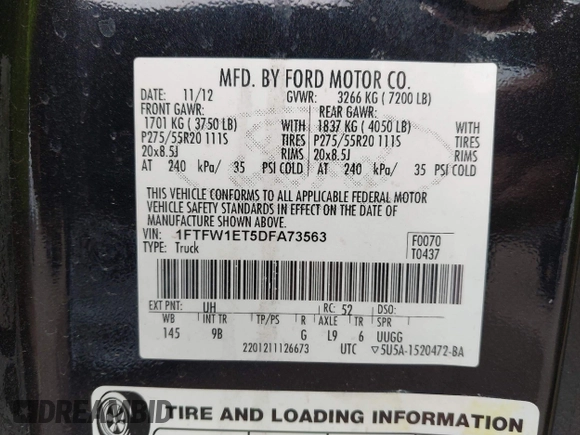 MFD. BY FORD MOTOR CO.
DATE: 11/12 GVWR: 3266 KG ( 7200 LB)
FRONT GAWR: REAR GAWR:
1701 KG ( 3750 LB) WITH 1837 KG ( 4050 LB) WITH
P275/55R20 111S TIRES P275/55R20 111S TIRES
20x8.5J RIMS 20x8.5J RIMS
AT 240 kPa/ 35 PSI COLD AT 240 kPa/ 35 PSI COLD
THIS VEHICLE CONFORMS TO ALL APPLICABLE FEDERAL MOTOR
VEHICLE SAFETY STANDARDS IN EFFECT ON THE DATE OF
MANUFACTURE SHOWN ABOVE.
VIN: 1FTFW1ET5DFA73563 F0070
TYPE: Truck T0437
EXT PNT: UH RC: 52 DSO:
WB INT TR TP/PS R AXLE TR SPR
145 9B G L9 6 UUGG
2201211126673 UTC ▽5U5A-1520472-BA
TIRE AND LOADING INFORMATION
DREAMBID